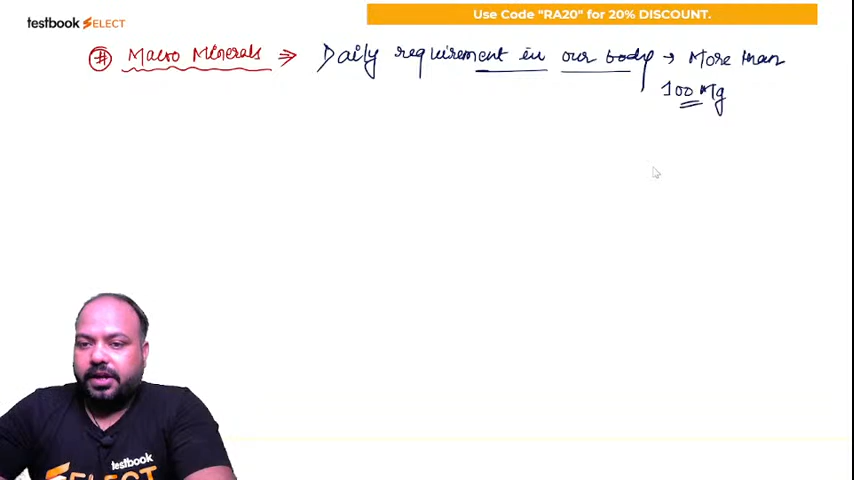 Use Code "RA20" for 20% DISCOUNT.
testbook SELECT
# Macro Minerals ⇒ Daily requirement in our body → More than
100 Mg
testbook
SELECT